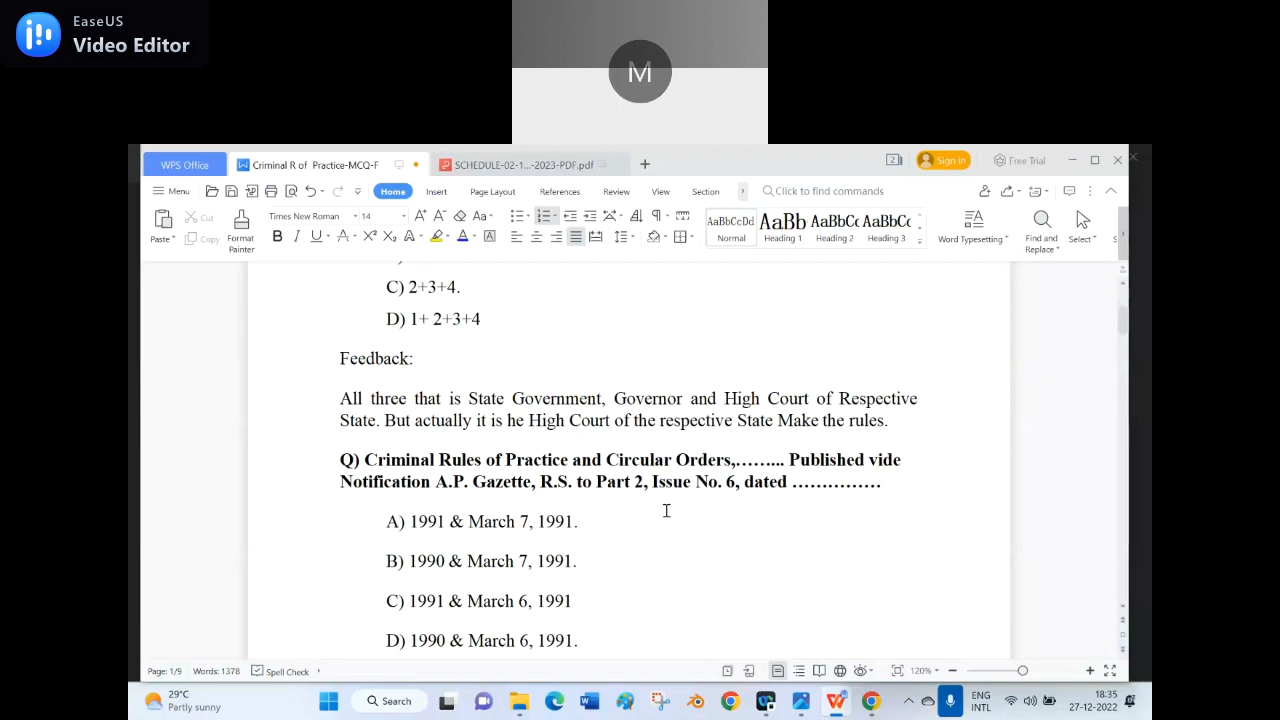 EaseUS
Video Editor
M
WPS Office
Criminal R of Practice-MCQ-F
SCHEDULE-02-1...-2023-PDF.pdf
Sign in
Free Trial
Menu
Home
Insert
Page Layout
References
Review
View
Section
Click to find commands
Paste
Cut
Copy
Format
Painter
Times New Roman
14
AaBbCcDd
Normal
AaBb
Heading 1
AaBbCc
Heading 2
AaBbCc
Heading 3
Word Typesetting
Find and
Replace
Select
C) 2+3+4.
D) 1+ 2+3+4
Feedback:
All three that is State Government, Governor and High Court of Respective
State. But actually it is he High Court of the respective State Make the rules.
Q) Criminal Rules of Practice and Circular Orders,…….. Published vide
Notification A.P. Gazette, R.S. to Part 2, Issue No. 6, dated ……………
A) 1991 & March 7, 1991.
B) 1990 & March 7, 1991.
C) 1991 & March 6, 1991
D) 1990 & March 6, 1991.
Page: 1/9
Words: 1378
Spell Check
120%
29°C
Partly sunny
Search
ENG
INTL
18:35
27-12-2022